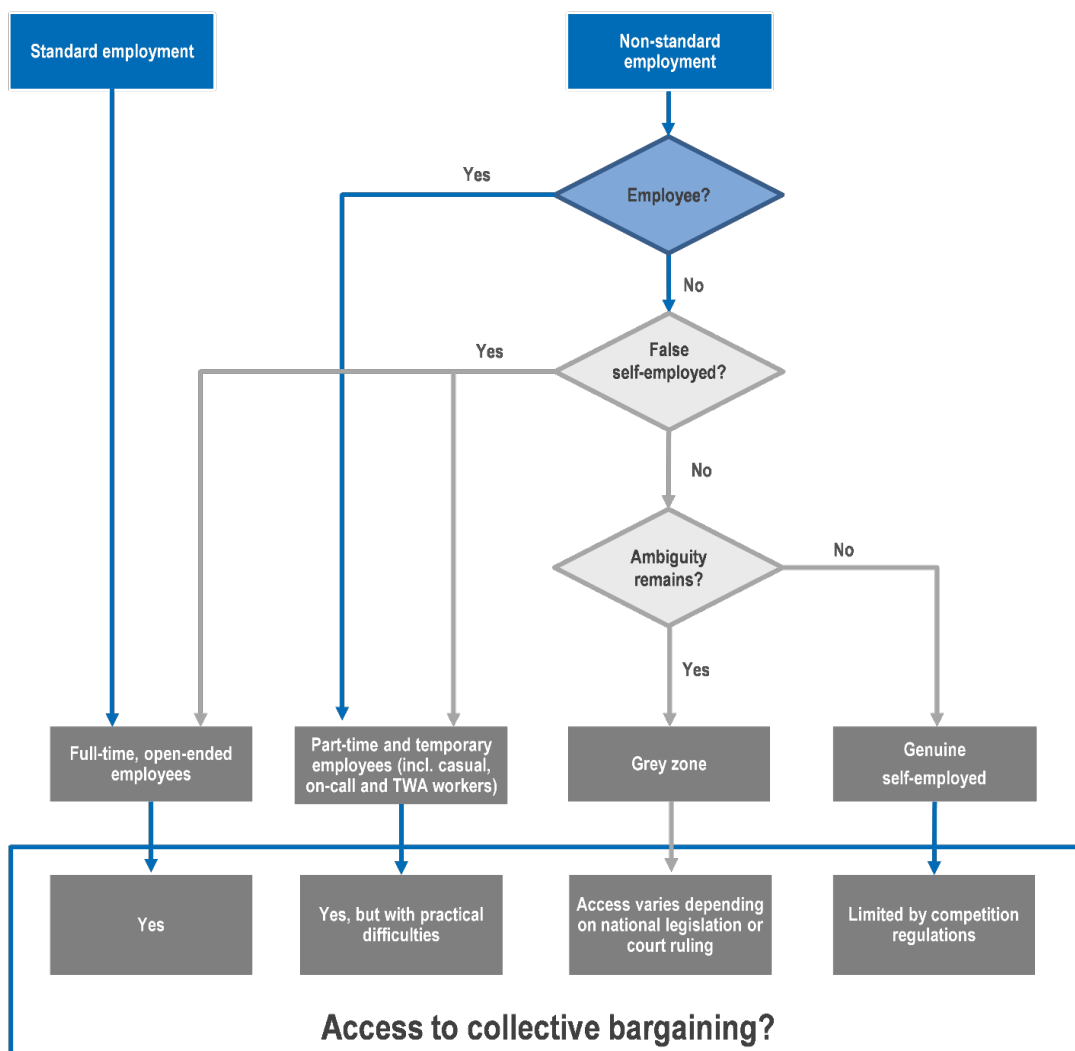 Standard employment
Non-standard
employment
Yes
Employee?
No
Yes
False
self-employed?
No
Ambiguity
remains?
No
Yes
Full-time, open-ended
employees
Part-time and temporary
employees (incl. casual,
on-call and TWA workers)
Grey zone
Genuine
self-employed
Yes
Yes, but with practical
difficulties
Access varies depending
on national legislation or
court ruling
Limited by competition
regulations
Access to collective bargaining?